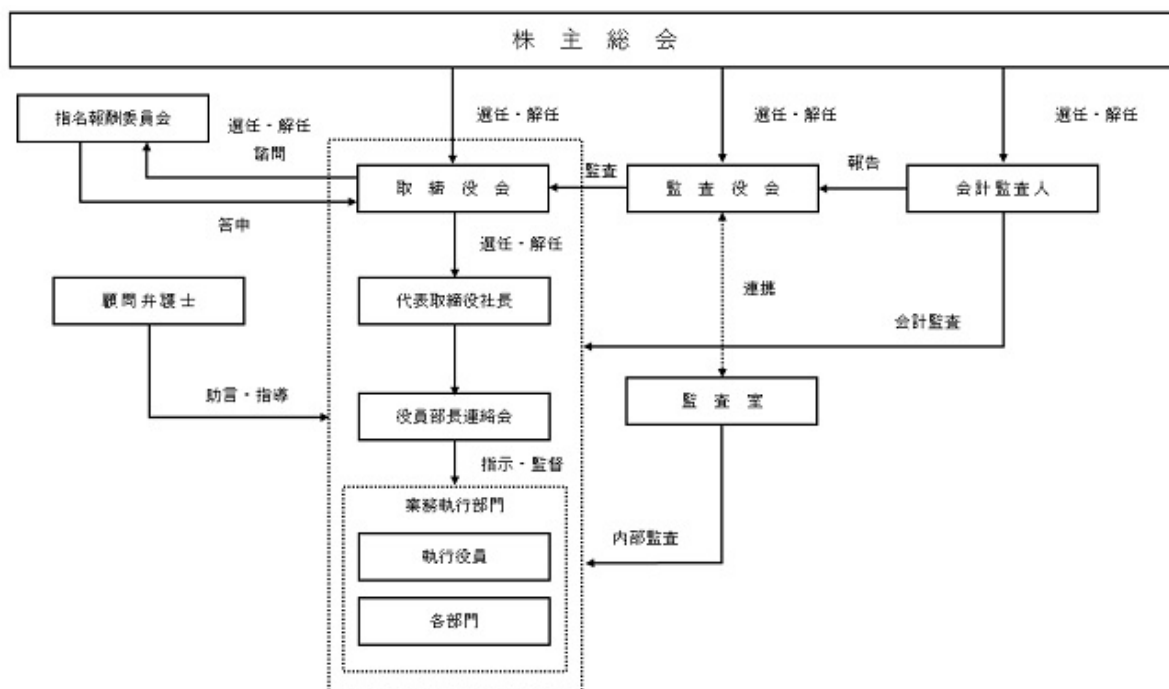 株主総会
選任・解任
選任・解任
選任・解任
指名報酬委員会
選任・解任
諮問
取締役会
監査
監査役会
報告
会計監査人
答申
選任・解任
顧問弁護士
代表取締役社長
連携
会計監査
助言・指導
役員部長連絡会
監査室
指示・監督
業務執行部門
執行役員
内部監査
各部門